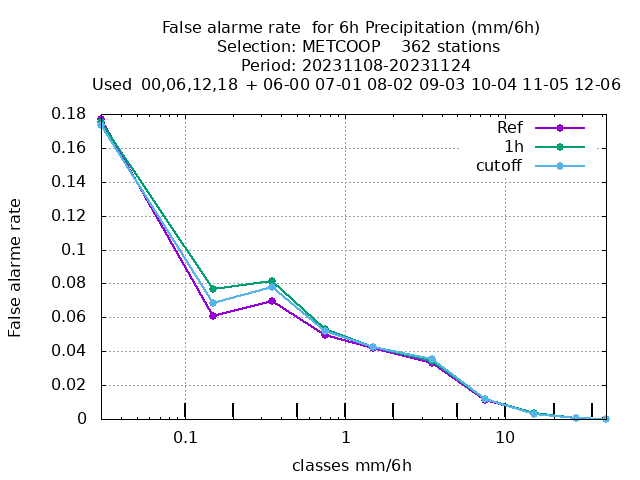 False alarme rate  for 6h Precipitation (mm/6h)
Selection: METCOOP    362 stations
Period: 20231108-20231124
Used  00,06,12,18  + 06-00 07-01 08-02 09-03 10-04 11-05 12-06
Ref
1h
cutoff
False alarme rate
0.18
0.16
0.14
0.12
0.1
0.08
0.06
0.04
0.02
0
0.1
1
10
classes mm/6h